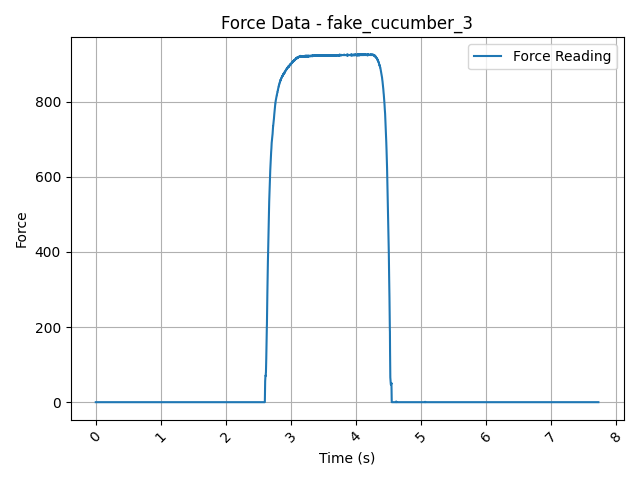 Force Data - fake_cucumber_3
Force Reading
800
600
400
200
0
Force
0 1 2 3 4 5 6 7 8
Time (s)